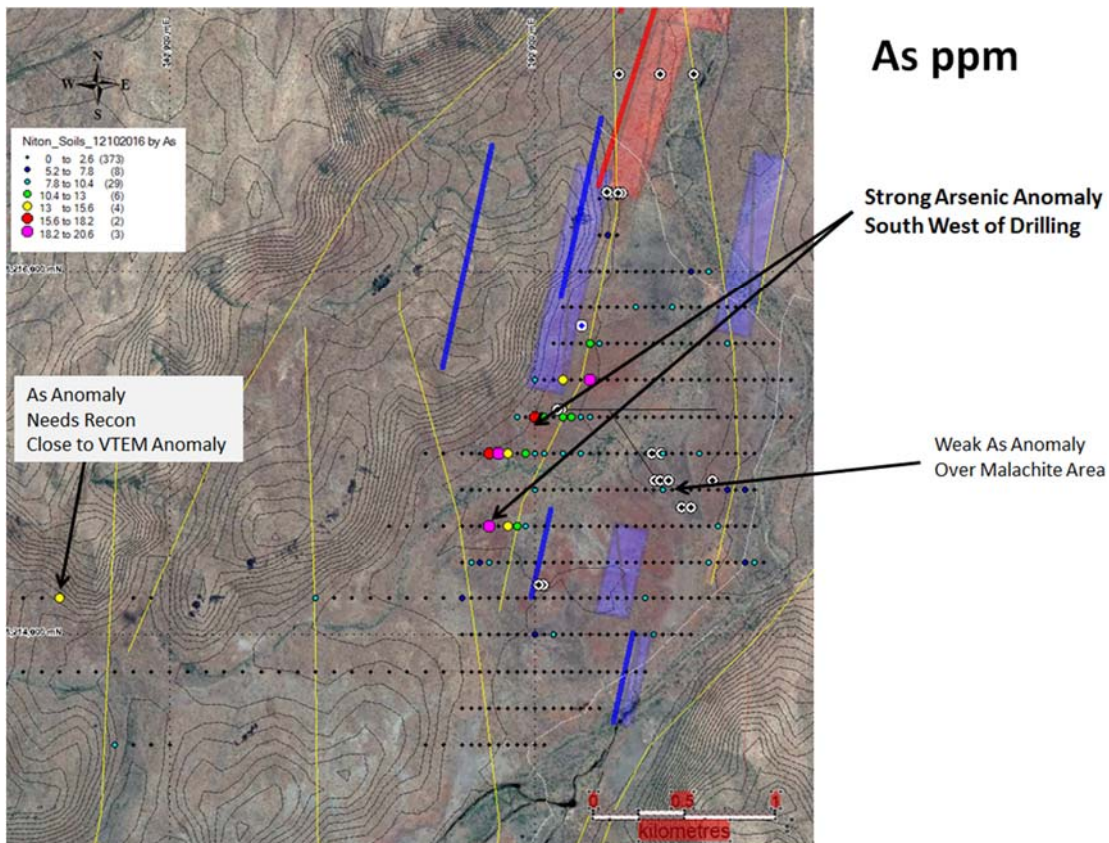 As ppm
N
W E
S
Niton_Soils_12102016 by As
0 to 2.6 (373)
5.2 to 7.8 (8)
7.8 to 10.4 (29)
10.4 to 13 (6)
13 to 15.6 (4)
15.6 to 18.2 (2)
18.2 to 20.6 (3)
Strong Arsenic Anomaly
South West of Drilling
As Anomaly
Needs Recon
Close to VTEM Anomaly
Weak As Anomaly
Over Malachite Area
0 0.5 1
kilometres